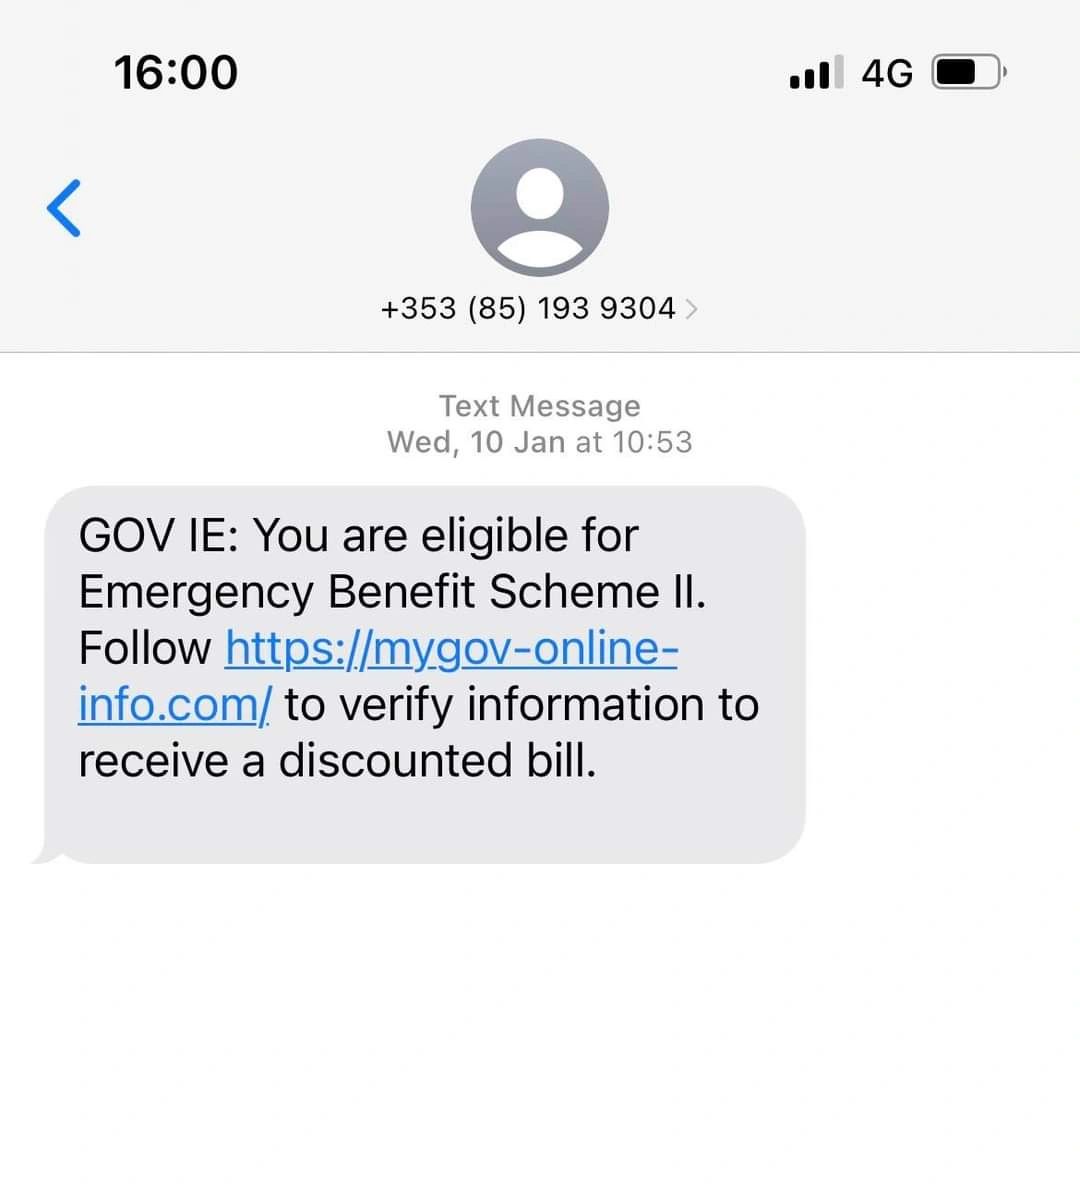 16:00
4G
+353 (85) 193 9304
Text Message
Wed, 10 Jan at 10:53
GOV IE: You are eligible for
Emergency Benefit Scheme II.
Follow https://mygov-online-
info.com/ to verify information to
receive a discounted bill.